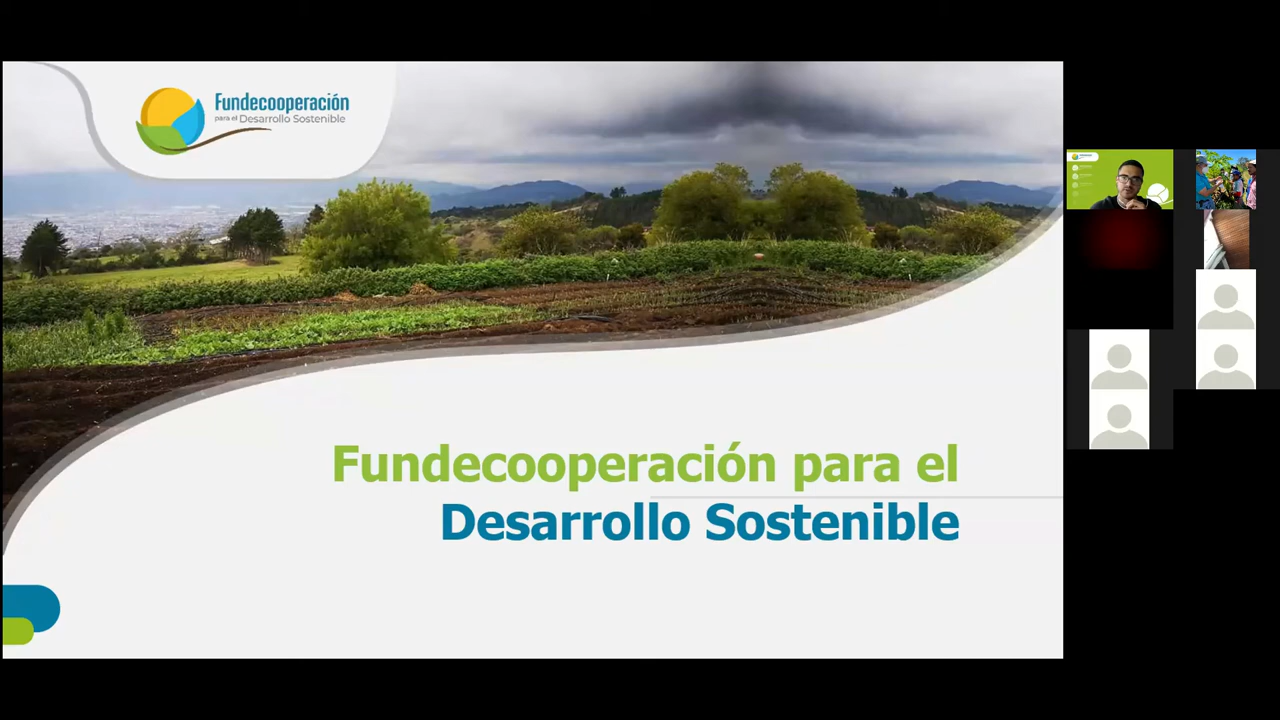 Fundecooperación
para el Desarrollo Sostenible
Fundecooperación para el
Desarrollo Sostenible